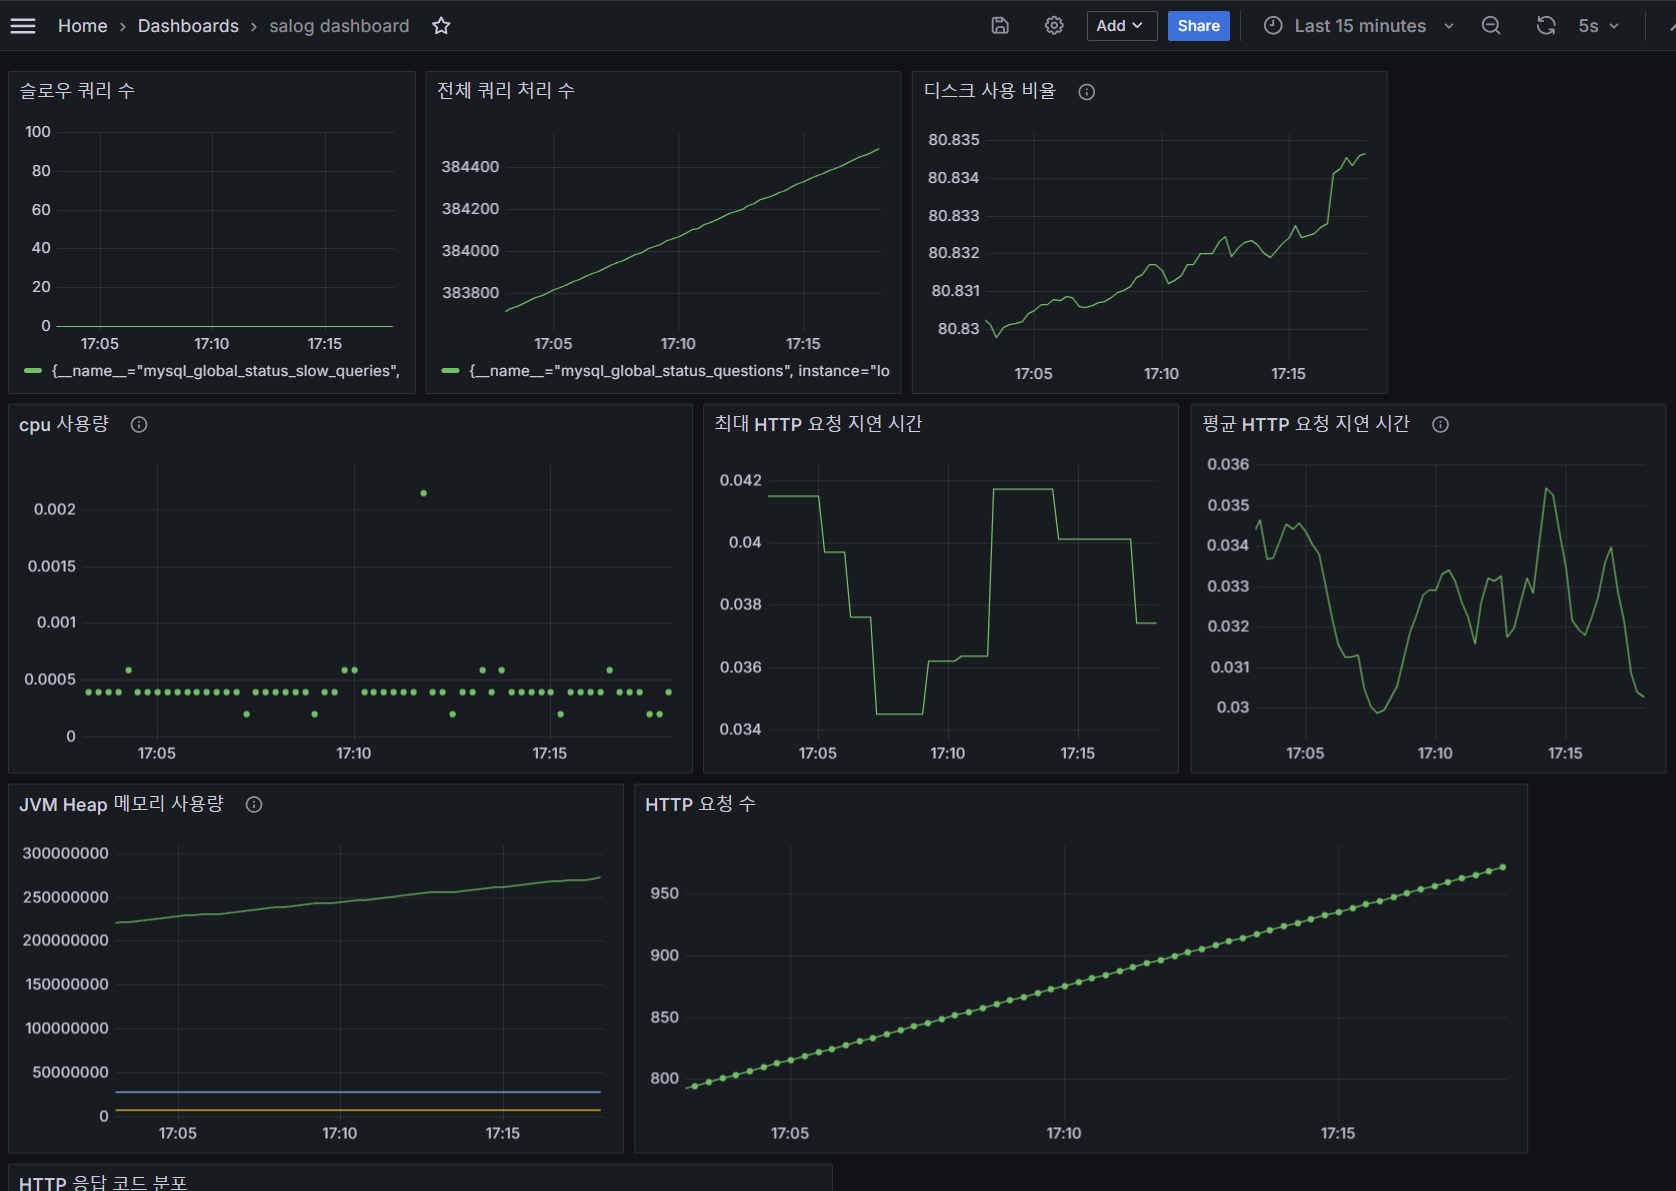 Home › Dashboards › salog dashboard
Add
Share
Last 15 minutes
5s
슬로우 쿼리 수
100
80
60
40
20
0
17:05 17:10 17:15
{__name__="mysql_global_status_slow_queries",
전체 쿼리 처리 수
384400
384200
384000
383800
17:05 17:10 17:15
{__name__="mysql_global_status_questions", instance="lo
디스크 사용 비율
80.835
80.834
80.833
80.832
80.831
80.83
17:05 17:10 17:15
cpu 사용량
0.002
0.0015
0.001
0.0005
0
17:05 17:10 17:15
최대 HTTP 요청 지연 시간
0.042
0.04
0.038
0.036
0.034
17:05 17:10 17:15
평균 HTTP 요청 지연 시간
0.036
0.035
0.034
0.033
0.032
0.031
0.03
17:05 17:10 17:15
JVM Heap 메모리 사용량
300000000
250000000
200000000
150000000
100000000
50000000
0
17:05 17:10 17:15
HTTP 요청 수
950
900
850
800
17:05 17:10 17:15
HTTP 응답 코드 분포